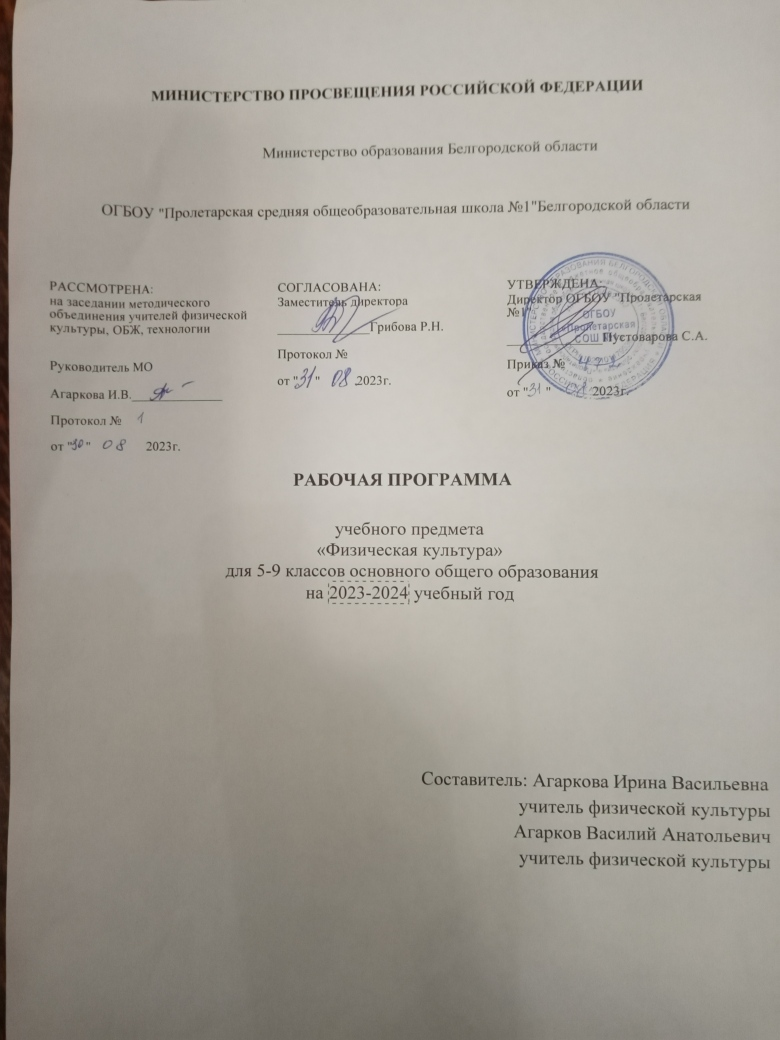 МИНИСТЕРСТВО ПРОСВЕЩЕНИЯ РОССИЙСКОЙ ФЕДЕРАЦИИ
Министерство образования Белгородской области
ОГБОУ "Пролетарская средняя общеобразовательная школа №1"Белгородской области
РАССМОТРЕНА:
на заседании методического
объединения учителей физической
культуры, ОБЖ, технологии
Руководитель МО
Агаркова И.В.
Протокол № 1
от "30" 08 2023г.
СОГЛАСОВАНА:
Заместитель директора
Грибова Р.Н.
Протокол №
от "31" 08 2023г.
УТВЕРЖДЕНА:
Директор ОГБОУ "Пролетарская
№1"
Пустоварова С.А.
Приказ №
от "31" 2023г.
ОГБОУ
«Пролетарская
СОШ
РАБОЧАЯ ПРОГРАММА
учебного предмета
«Физическая культура»
для 5-9 классов основного общего образования
на 2023-2024 учебный год
Составитель: Агаркова Ирина Васильевна
учитель физической культуры
Агарков Василий Анатольевич
учитель физической культуры